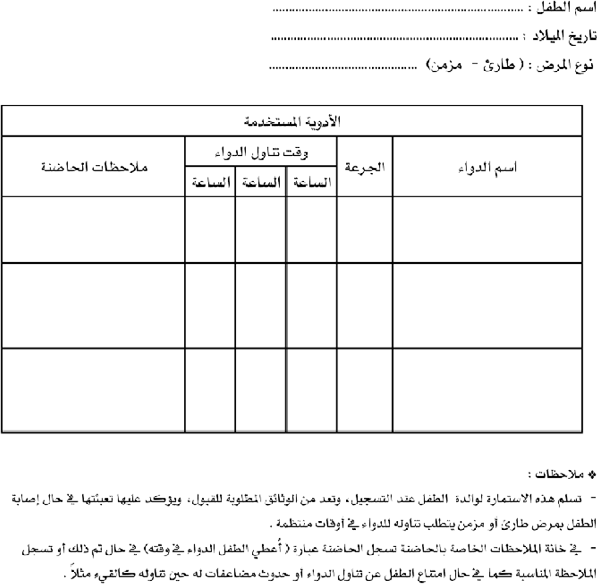 اسم الطفل : ..............................................................
تاريخ الميلاد : ..............................................................
نوع المرض : ( طارئ - مزمن) .....................................
الأدوية المستخدمة
اسم الدواء الجرعة وقت تناول الدواء ملاحظات الحاضنة
الساعة الساعة الساعة
❖ ملاحظات :
- تسلم هذه الاستمارة لوالدة الطفل عند التسجيل، وتعد من الوثائق المطلوبة للقبول، ويؤكد عليها تعبئتها في حال إصابة
الطفل بمرض طارئ أو مزمن يتطلب تناوله للدواء في أوقات منتظمة .
- في خانة الملاحظات الخاصة بالحاضنة تسجل الحاضنة عبارة ( أُعطي الطفل الدواء في وقته) في حال تم ذلك أو تسجل
الملاحظة المناسبة كما في حال امتناع الطفل عن تناول الدواء أو حدوث مضاعفات له حين تناوله كالقيء مثلاً .